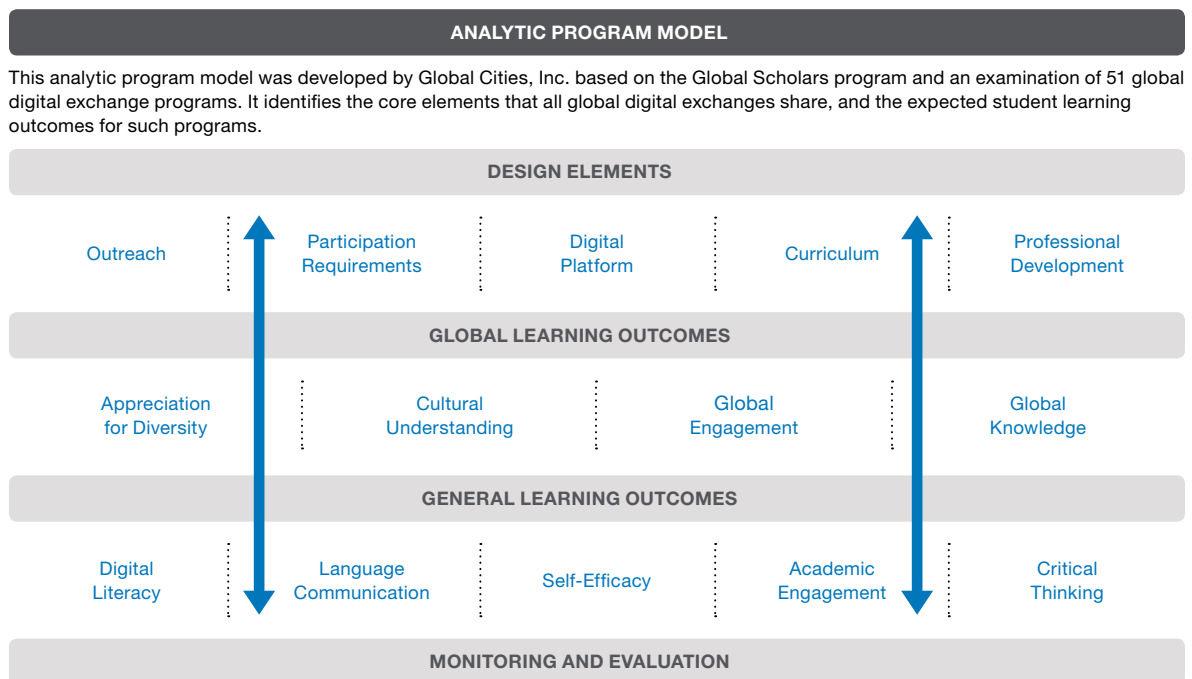 ANALYTIC PROGRAM MODEL
This analytic program model was developed by Global Cities, Inc. based on the Global Scholars program and an examination of 51 global
digital exchange programs. It identifies the core elements that all global digital exchanges share, and the expected student learning
outcomes for such programs.
DESIGN ELEMENTS
Outreach
Participation
Requirements
Digital
Platform
Curriculum
Professional
Development
GLOBAL LEARNING OUTCOMES
Appreciation
for Diversity
Cultural
Understanding
Global
Engagement
Global
Knowledge
GENERAL LEARNING OUTCOMES
Digital
Literacy
Language
Communication
Self-Efficacy
Academic
Engagement
Critical
Thinking
MONITORING AND EVALUATION